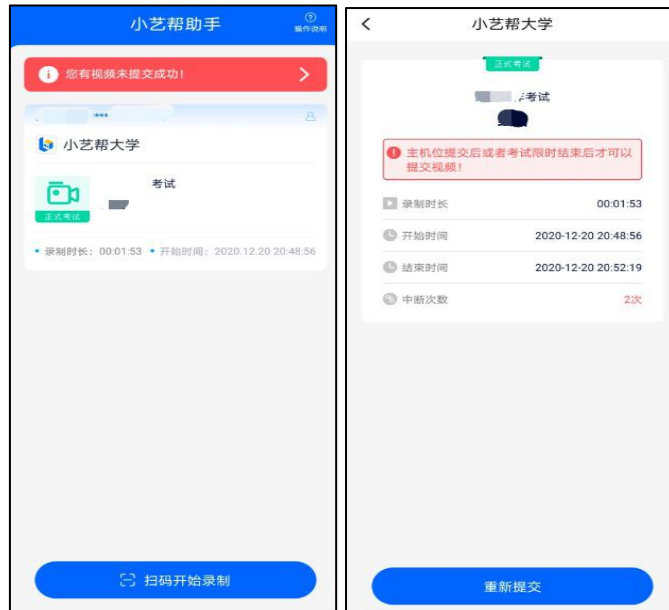 小艺帮助手
操作说明
您有视频未提交成功!
***
小艺帮大学
考试
正式考试
• 录制时长: 00:01:53 • 开始时间: 2020.12.20 20:48:56
扫码开始录制
小艺帮大学
正式考试
考试
主机位提交后或者考试限时结束后才可以
提交视频!
录制时长 00:01:53
开始时间 2020-12-20 20:48:56
结束时间 2020-12-20 20:52:19
中断次数 2次
重新提交